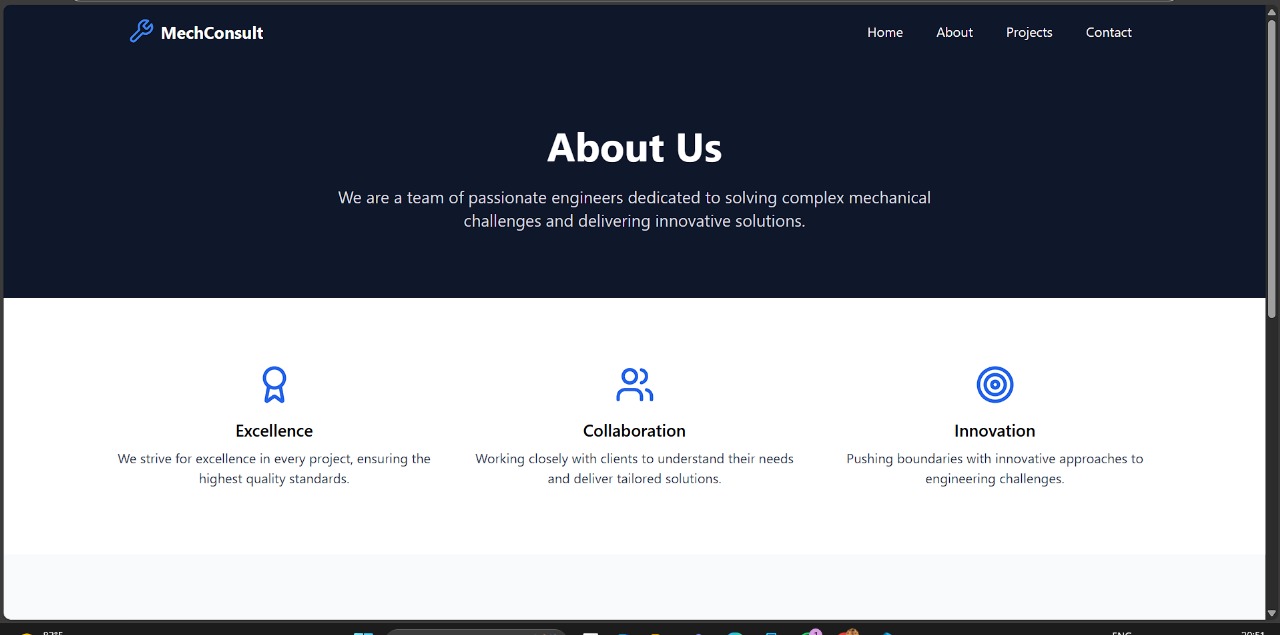 MechConsult
Home About Projects Contact
About Us
We are a team of passionate engineers dedicated to solving complex mechanical
challenges and delivering innovative solutions.
Excellence
We strive for excellence in every project, ensuring the
highest quality standards.
Collaboration
Working closely with clients to understand their needs
and deliver tailored solutions.
Innovation
Pushing boundaries with innovative approaches to
engineering challenges.
ENG